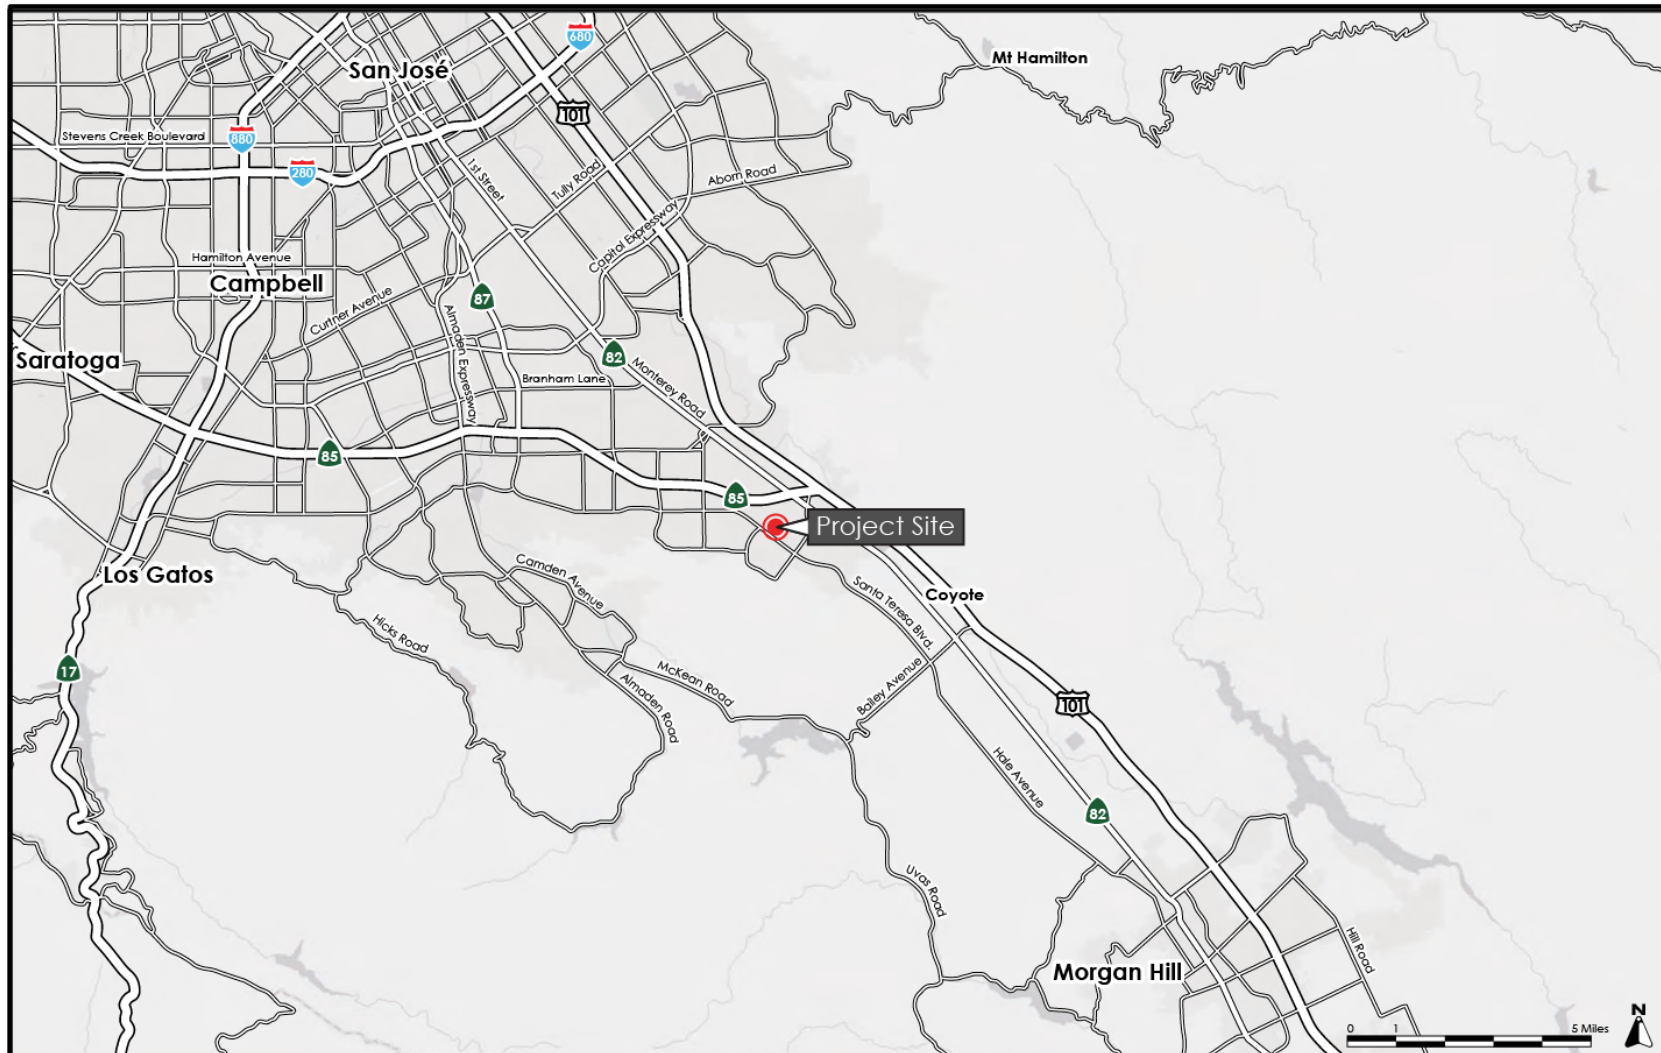 680
San José
Mt Hamilton
101
Stevens Creek Boulevard
880
280
1st Street
Tully Road
Aborn Road
Capitol Expressway
Hamilton Avenue
Campbell
Curtner Avenue
87
Almaden Expressway
82
Saratoga
Branham Lane
Monterey Road
85
85
Project Site
Los Gatos
Camden Avenue
Santa Teresa Blvd.
Coyote
Hicks Road
17
McKean Road
Almaden Road
Bailey Avenue
101
Hale Avenue
82
Uvas Road
Hill Road
Morgan Hill
N
0 1 5 Miles